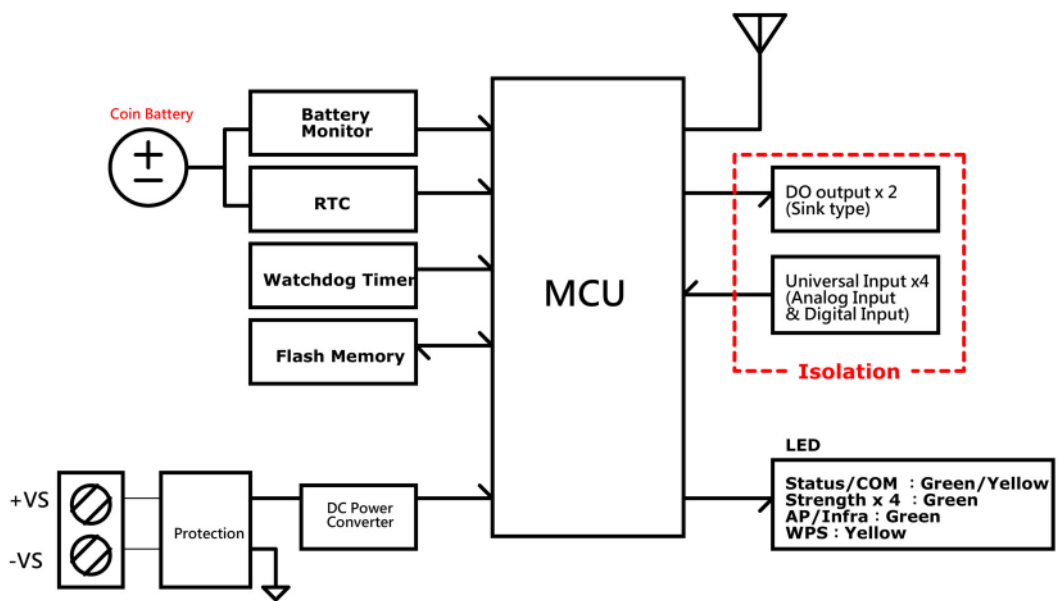 Coin Battery
Battery
Monitor
RTC
Watchdog Timer
Flash Memory
MCU
DO output x 2
(Sink type)
Universal Input x4
(Analog Input
& Digital Input)
Isolation
+VS
-VS
Protection
DC Power
Converter
LED
Status/COM : Green/Yellow
Strength x 4 : Green
AP/Infra : Green
WPS : Yellow